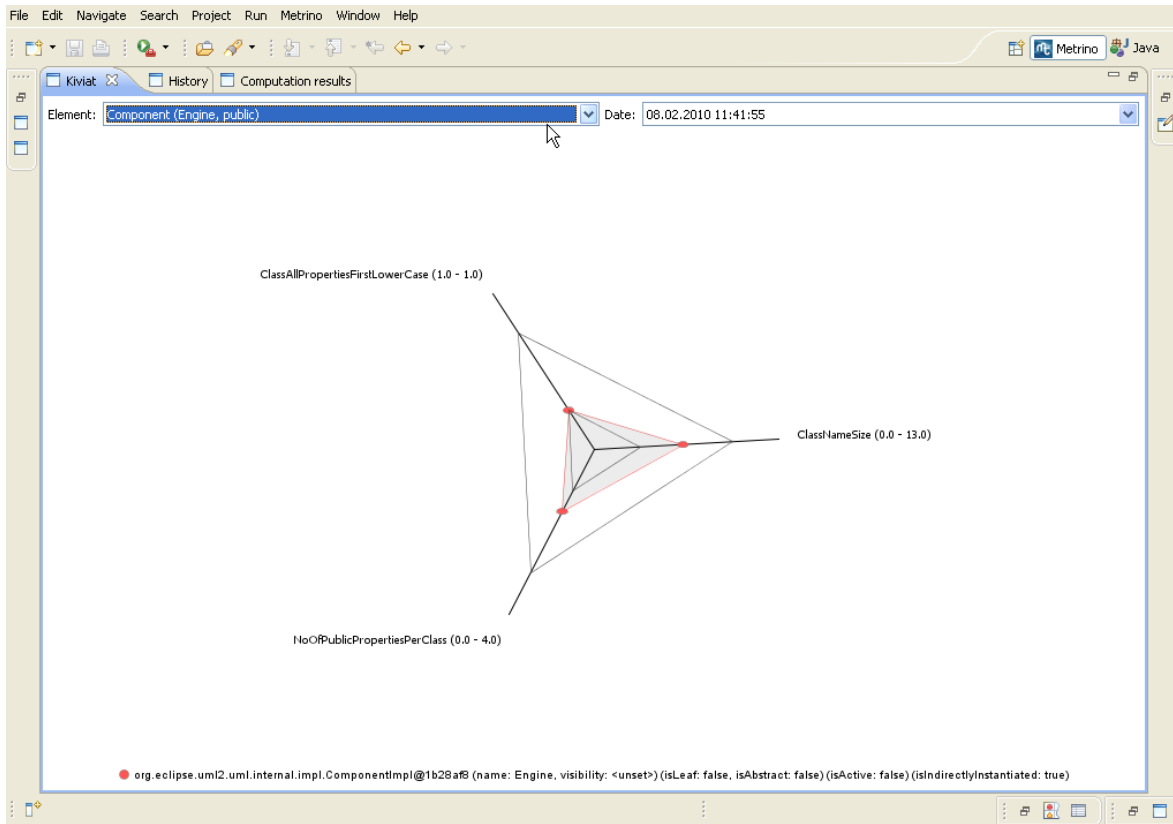 File Edit Navigate Search Project Run Metrino Window Help
Metrino Java
Kiviat History Computation results
Element: Component (Engine, public) Date: 08.02.2010 11:41:55
ClassAllPropertiesFirstLowerCase (1.0 - 1.0)
ClassNameSize (0.0 - 13.0)
NoOfPublicPropertiesPerClass (0.0 - 4.0)
org.eclipse.uml2.uml.internal.impl.ComponentImpl@1b28af8 (name: Engine, visibility: <unset>) (isLeaf: false, isAbstract: false) (isActive: false) (isIndirectlyInstantiated: true)